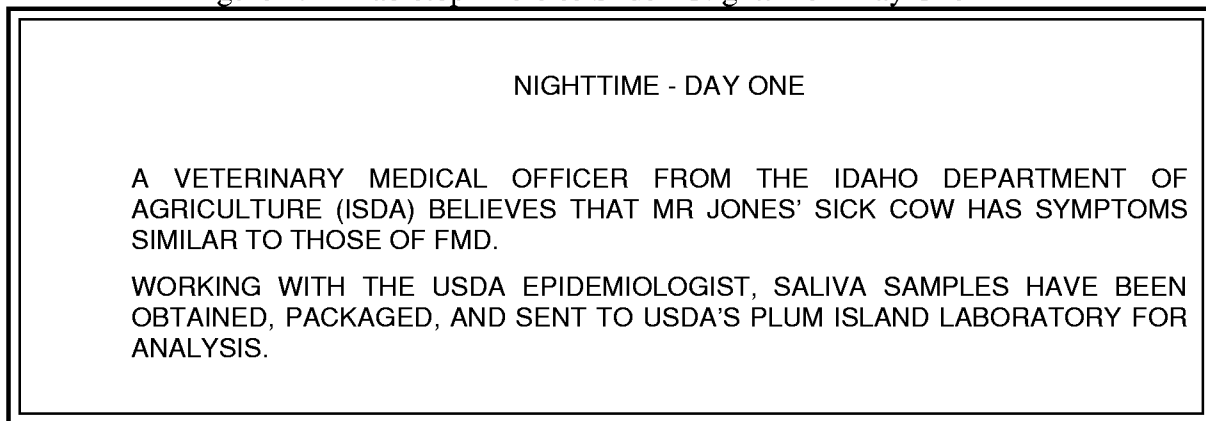 NIGHTTIME - DAY ONE
A VETERINARY MEDICAL OFFICER FROM THE IDAHO DEPARTMENT OF
AGRICULTURE (ISDA) BELIEVES THAT MR JONES' SICK COW HAS SYMPTOMS
SIMILAR TO THOSE OF FMD.
WORKING WITH THE USDA EPIDEMIOLOGIST, SALIVA SAMPLES HAVE BEEN
OBTAINED, PACKAGED, AND SENT TO USDA'S PLUM ISLAND LABORATORY FOR
ANALYSIS.